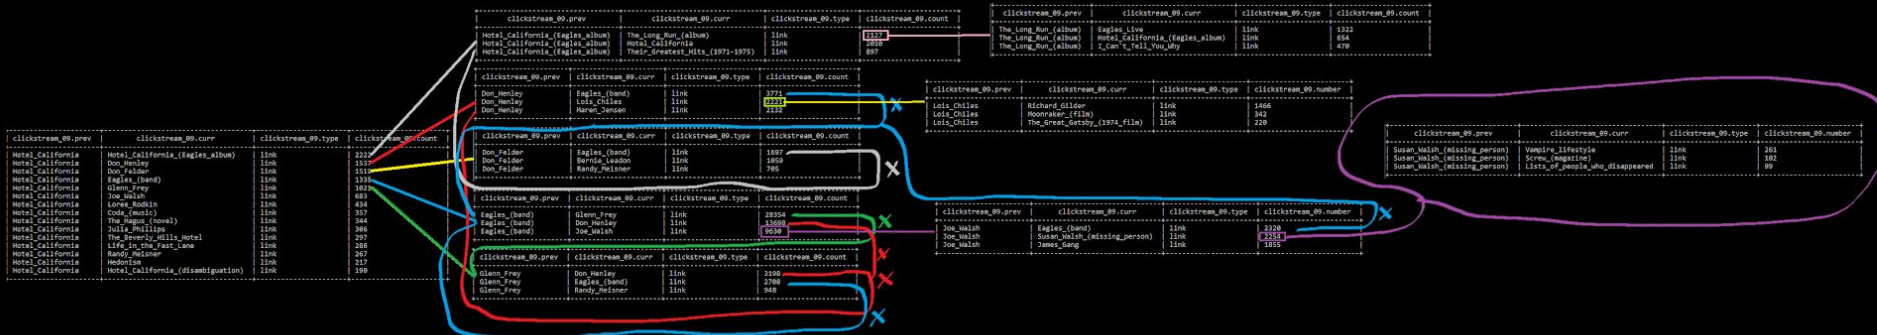 clickstream_09.prev | clickstream_09.curr | clickstream_09.type | clickstream_09.count
Hotel_California | Hotel_California_(Eagles_album) | link | 2222
Hotel_California | Don_Henley | link | 1537
Hotel_California | Don_Felder | link | 1519
Hotel_California | Eagles_(band) | link | 1335
Hotel_California | Glenn_Frey | link | 1021
Hotel_California | Joe_Walsh | link | 683
Hotel_California | Loree_Rodkin | link | 434
Hotel_California | Coda_(music) | link | 357
Hotel_California | The_Magus_(novel) | link | 344
Hotel_California | Julia_Phillips | link | 306
Hotel_California | The_Beverly_Hills_Hotel | link | 297
Hotel_California | Life_in_the_Fast_Lane | link | 286
Hotel_California | Randy_Meisner | link | 267
Hotel_California | Hedonism | link | 217
Hotel_California | Hotel_California_(disambiguation) | link | 190
clickstream_09.prev | clickstream_09.curr | clickstream_09.type | clickstream_09.count
Hotel_California_(Eagles_album) | The_Long_Run_(album) | link | 2127
Hotel_California_(Eagles_album) | Hotel_California | link | 2010
Hotel_California_(Eagles_album) | Their_Greatest_Hits_(1971-1975) | link | 897
clickstream_09.prev | clickstream_09.curr | clickstream_09.type | clickstream_09.count
Don_Henley | Eagles_(band) | link | 3771
Don_Henley | Lois_Chiles | link | 2221
Don_Henley | Maren_Jensen | link | 2132
clickstream_09.prev | clickstream_09.curr | clickstream_09.type | clickstream_09.count
Don_Felder | Eagles_(band) | link | 1897
Don_Felder | Bernie_Leadon | link | 1059
Don_Felder | Randy_Meisner | link | 705
clickstream_09.prev | clickstream_09.curr | clickstream_09.type | clickstream_09.count
Eagles_(band) | Glenn_Frey | link | 28354
Eagles_(band) | Don_Henley | link | 13698
Eagles_(band) | Joe_Walsh | link | 9630
clickstream_09.prev | clickstream_09.curr | clickstream_09.type | clickstream_09.count
Glenn_Frey | Don_Henley | link | 3198
Glenn_Frey | Eagles_(band) | link | 2708
Glenn_Frey | Randy_Meisner | link | 948
clickstream_09.prev | clickstream_09.curr | clickstream_09.type | clickstream_09.count
The_Long_Run_(album) | Eagles_Live | link | 1322
The_Long_Run_(album) | Hotel_California_(Eagles_album) | link | 654
The_Long_Run_(album) | I_Can't_Tell_You_Why | link | 470
clickstream_09.prev | clickstream_09.curr | clickstream_09.type | clickstream_09.number
Lois_Chiles | Richard_Gilder | link | 1466
Lois_Chiles | Moonraker_(film) | link | 342
Lois_Chiles | The_Great_Gatsby_(1974_film) | link | 220
clickstream_09.prev | clickstream_09.curr | clickstream_09.type | clickstream_09.number
Joe_Walsh | Eagles_(band) | link | 2320
Joe_Walsh | Susan_Walsh_(missing_person) | link | 2254
Joe_Walsh | James_Gang | link | 1855
clickstream_09.prev | clickstream_09.curr | clickstream_09.type | clickstream_09.number
Susan_Walsh_(missing_person) | Vampire_lifestyle | link | 261
Susan_Walsh_(missing_person) | Screw_(magazine) | link | 102
Susan_Walsh_(missing_person) | Lists_of_people_who_disappeared | link | 99